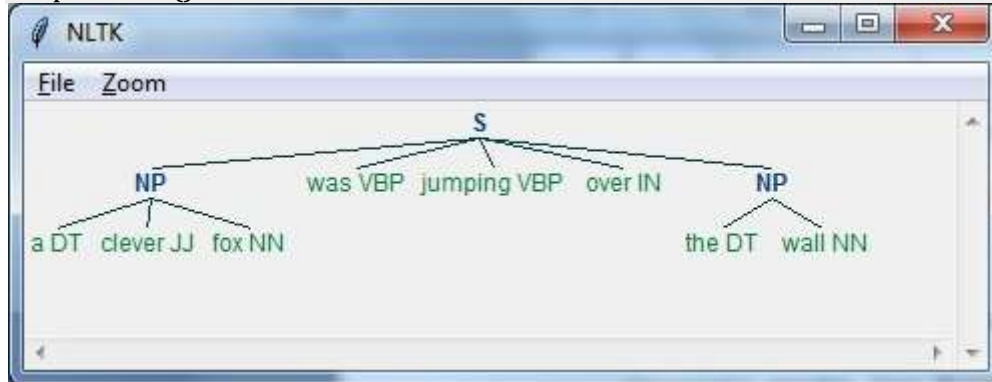 NLTK
File Zoom
S
NP was VBP jumping VBP over IN NP
a DT clever JJ fox NN the DT wall NN